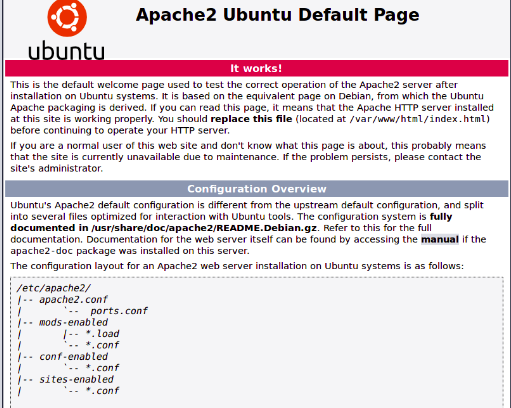 Apache2 Ubuntu Default Page
ubuntu
It works!
This is the default welcome page used to test the correct operation of the Apache2 server after
installation on Ubuntu systems. It is based on the equivalent page on Debian, from which the Ubuntu
Apache packaging is derived. If you can read this page, it means that the Apache HTTP server installed
at this site is working properly. You should replace this file (located at /var/www/html/index.html)
before continuing to operate your HTTP server.
If you are a normal user of this web site and don't know what this page is about, this probably means
that the site is currently unavailable due to maintenance. If the problem persists, please contact the
site's administrator.
Configuration Overview
Ubuntu's Apache2 default configuration is different from the upstream default configuration, and split
into several files optimized for interaction with Ubuntu tools. The configuration system is fully
documented in /usr/share/doc/apache2/README.Debian.gz. Refer to this for the full
documentation. Documentation for the web server itself can be found by accessing the manual if the
apache2-doc package was installed on this server.
The configuration layout for an Apache2 web server installation on Ubuntu systems is as follows:
/etc/apache2/
|-- apache2.conf
|       `--  ports.conf
|-- mods-enabled
|       |-- *.load
|       `-- *.conf
|-- conf-enabled
|       `-- *.conf
|-- sites-enabled
|       `-- *.conf